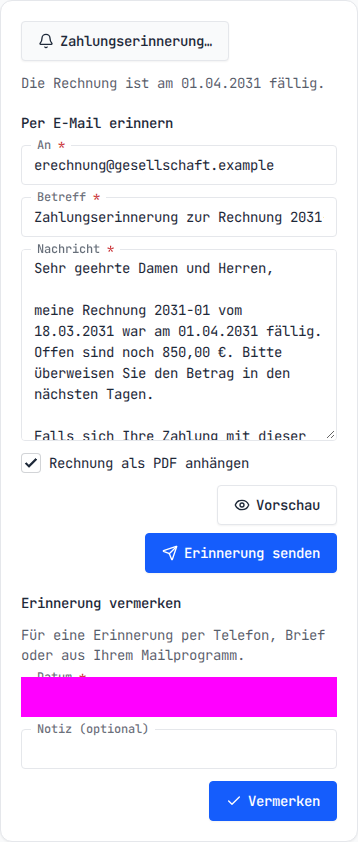 Zahlungserinnerung…
Die Rechnung ist am 01.04.2031 fällig.
Per E-Mail erinnern
An *
erechnung@gesellschaft.example
Betreff *
Zahlungserinnerung zur Rechnung 2031
Nachricht *
Sehr geehrte Damen und Herren,
meine Rechnung 2031-01 vom
18.03.2031 war am 01.04.2031 fällig.
Offen sind noch 850,00 €. Bitte
überweisen Sie den Betrag in den
nächsten Tagen.
Falls sich Ihre Zahlung mit dieser
Rechnung als PDF anhängen
Vorschau
Erinnerung senden
Erinnerung vermerken
Für eine Erinnerung per Telefon, Brief
oder aus Ihrem Mailprogramm.
Datum *
Notiz (optional)
Vermerken